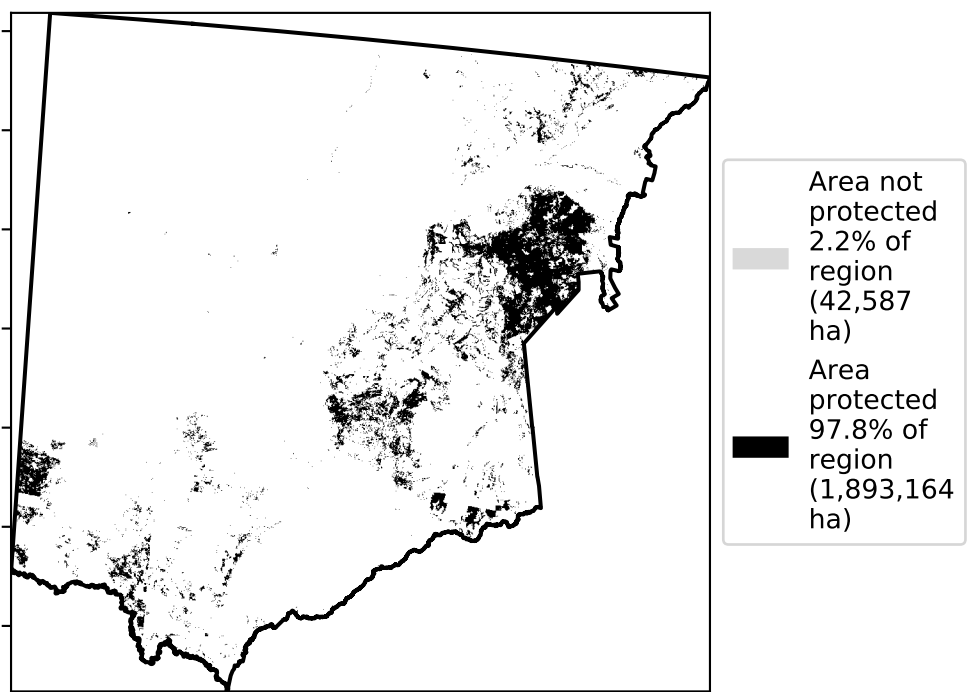 Area not
protected
2.2% of
region
(42,587
ha)
Area
protected
97.8% of
region
(1,893,164
ha)